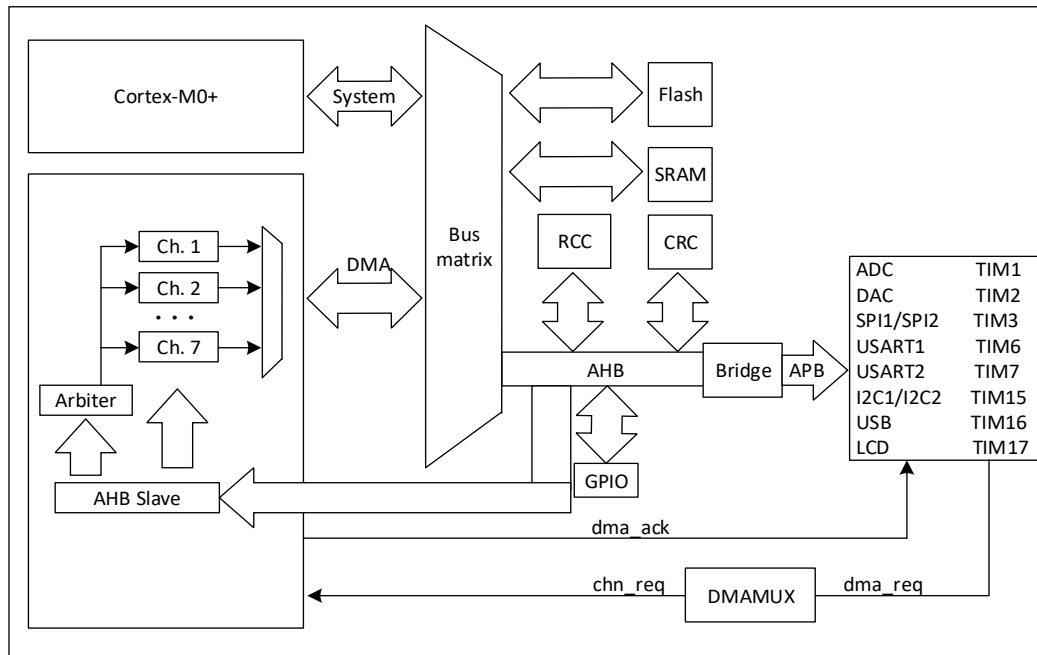 Cortex-M0+
System
Flash
SRAM
Bus
matrix
RCC
CRC
Ch. 1
Ch. 2
. . .
Ch. 7
DMA
Arbiter
AHB Slave
AHB
Bridge
APB
GPIO
ADC TIM1
DAC TIM2
SPI1/SPI2 TIM3
USART1 TIM6
USART2 TIM7
I2C1/I2C2 TIM15
USB TIM16
LCD TIM17
dma_ack
chn_req
DMAMUX
dma_req